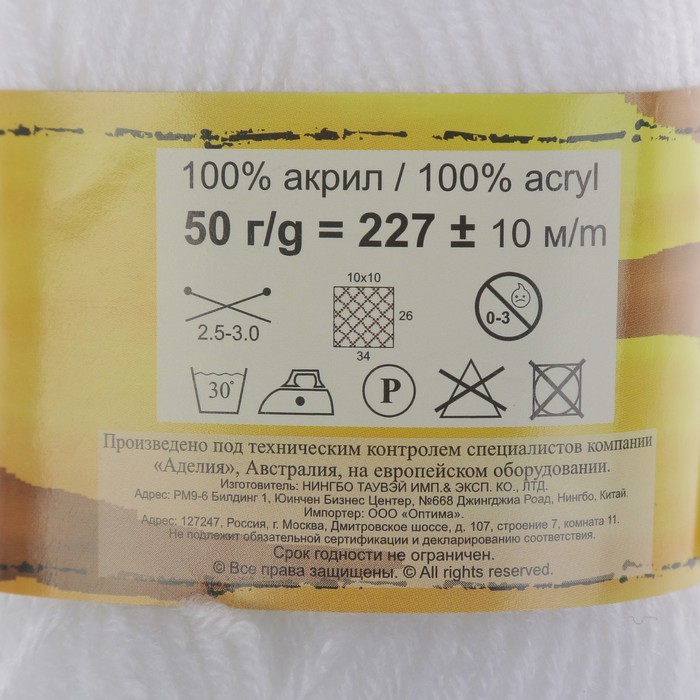 100% акрил / 100% acryl
50 г/g = 227 ± 10 м/m
10x10
26
34
2.5-3.0
0-3
30°
P
Произведено под техническим контролем специалистов компании
«Аделия», Австралия, на европейском оборудовании.
Изготовитель: НИНГБО ТАУВЭЙ ИМП.& ЭКСП. КО., ЛТД.
Адрес: РМ9-6 Билдинг 1, Юинчен Бизнес Центер, №668 Джингджиа Роад, Нингбо, Китай.
Импортер: ООО «Оптима».
Адрес: 127247, Россия, г. Москва, Дмитровское шоссе, д. 107, строение 7, комната 11.
Не подлежит обязательной сертификации и декларированию соответствия.
Срок годности не ограничен.
© Все права защищены. © All rights reserved.